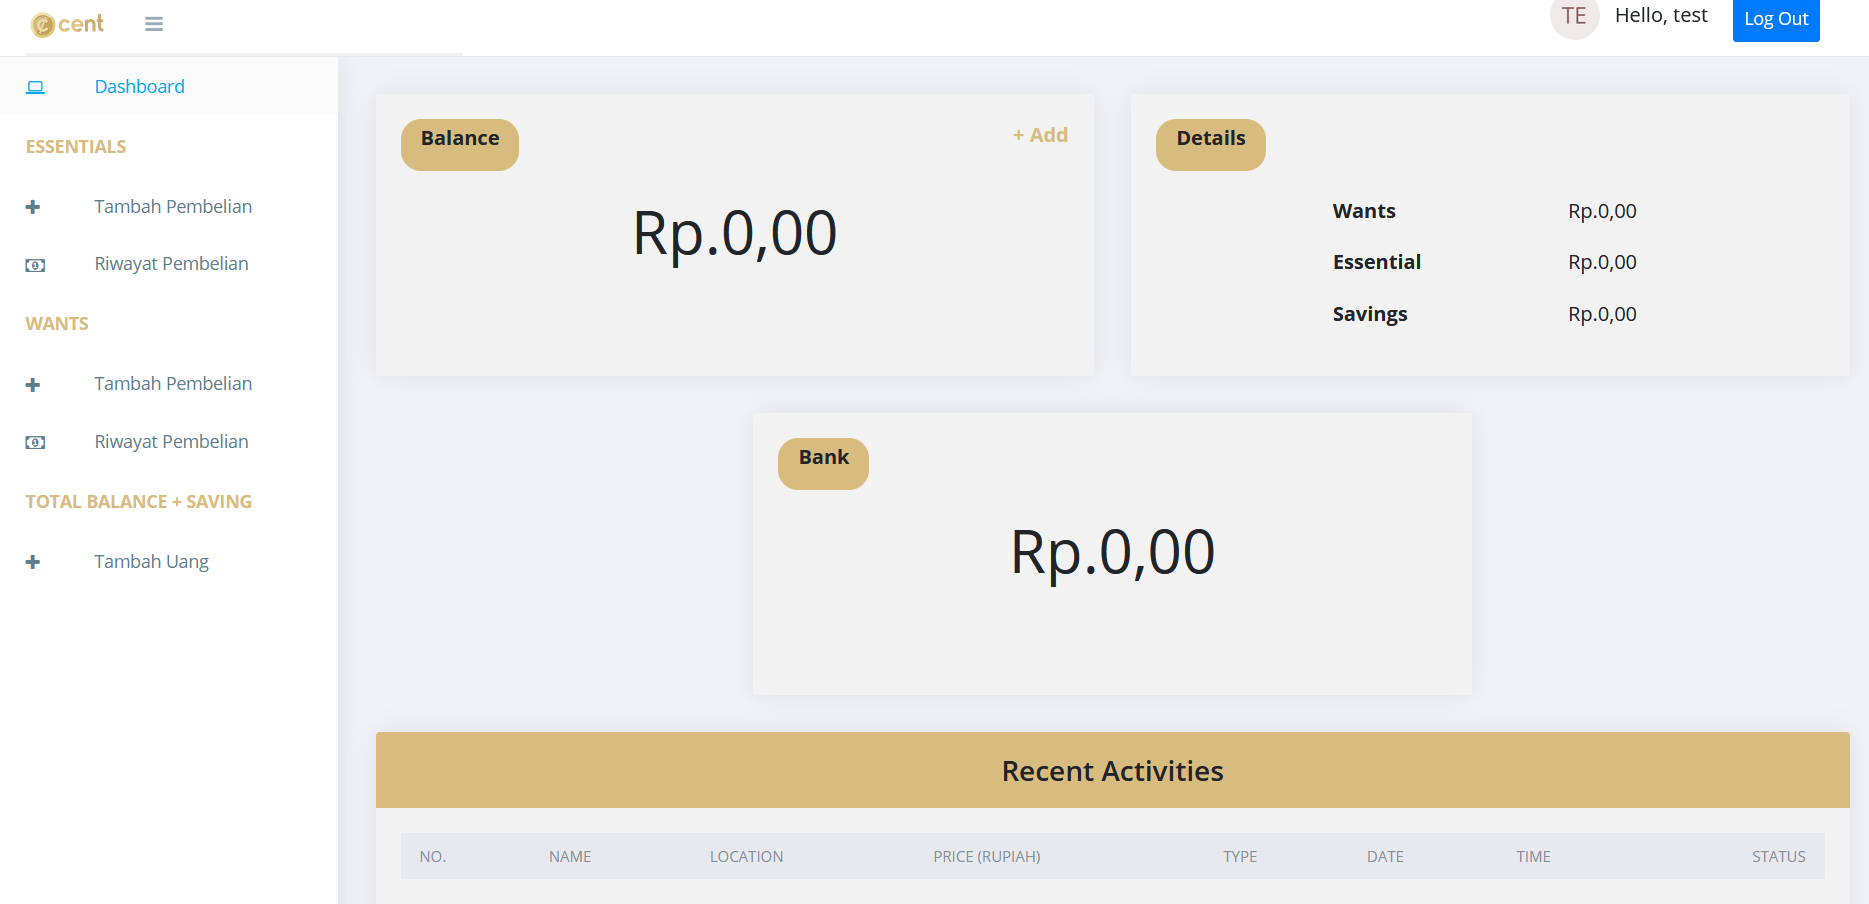 cent
Hello, test
TE
Log Out
Dashboard
ESSENTIALS
Tambah Pembelian
Riwayat Pembelian
WANTS
Tambah Pembelian
Riwayat Pembelian
TOTAL BALANCE + SAVING
Tambah Uang
Balance
+ Add
Rp.0,00
Details
Wants Rp.0,00
Essential Rp.0,00
Savings Rp.0,00
Bank
Rp.0,00
Recent Activities
NO. NAME LOCATION PRICE (RUPIAH) TYPE DATE TIME STATUS